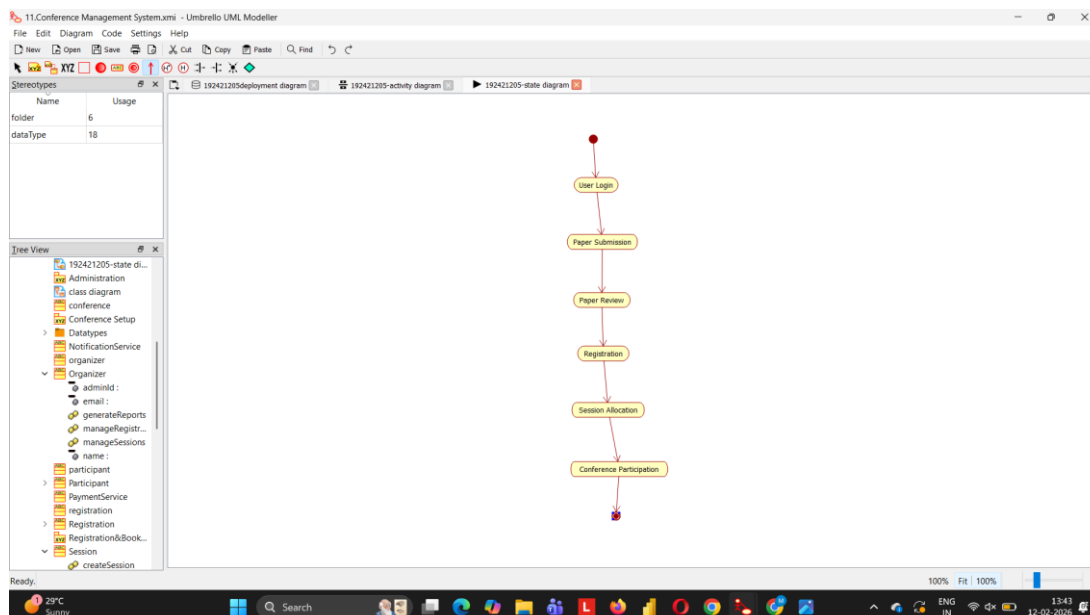 11.Conference Management System.xmi - Umbrello UML Modeller
File Edit Diagram Code Settings Help
New Open Save Cut Copy Paste Find
XYZ
Stereotypes
192421205deployment diagram 192421205-activity diagram 192421205-state diagram
Name Usage
folder 6
dataType 18
Tree View
192421205-state di...
Administration
class diagram
conference
Conference Setup
Datatypes
NotificationService
organizer
Organizer
adminId :
email :
generateReports
manageRegistr...
manageSessions
name :
participant
Participant
PaymentService
registration
Registration
Registration&Book...
Session
createSession
User Login
Paper Submission
Paper Review
Registration
Session Allocation
Conference Participation
Ready.
100% Fit 100%
1
29°C
Sunny
Search
ENG
IN
13:43
12-02-2026